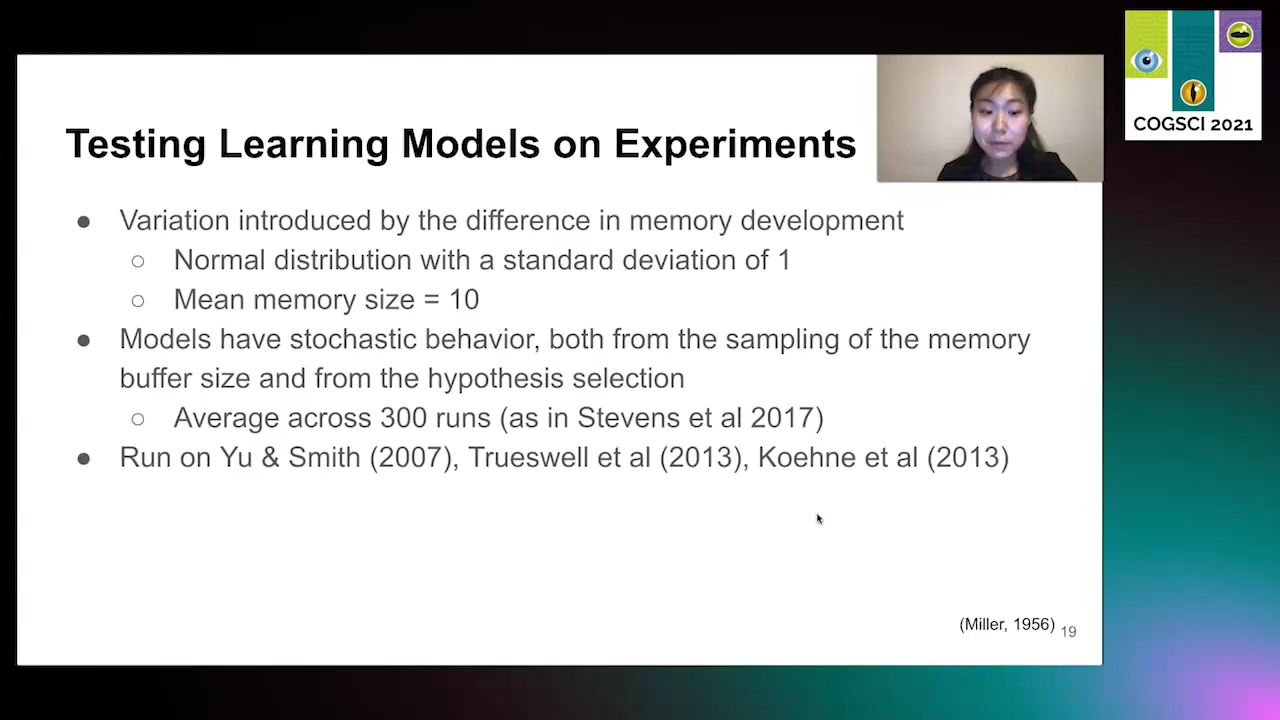 COGSCI 2021
Testing Learning Models on Experiments
● Variation introduced by the difference in memory development
○ Normal distribution with a standard deviation of 1
○ Mean memory size = 10
● Models have stochastic behavior, both from the sampling of the memory
buffer size and from the hypothesis selection
○ Average across 300 runs (as in Stevens et al 2017)
● Run on Yu & Smith (2007), Trueswell et al (2013), Koehne et al (2013)
(Miller, 1956) 19